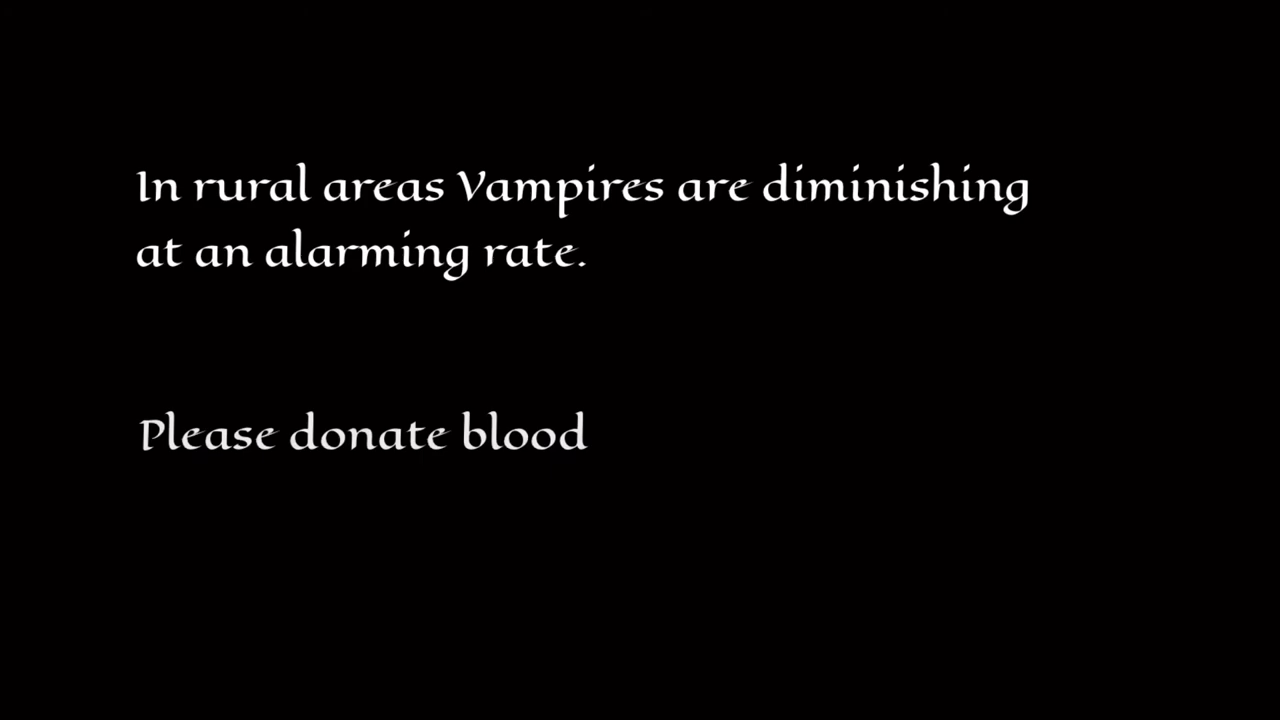 In rural areas Vampires are diminishing
at an alarming rate.
Please donate blood